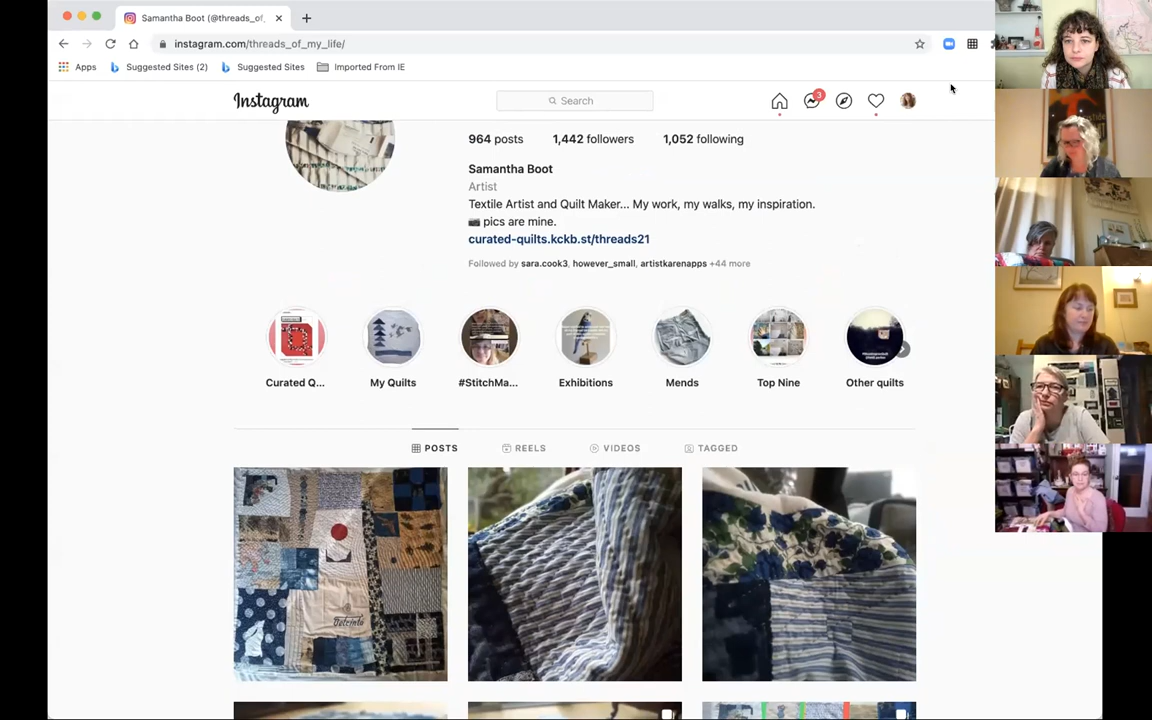 Samantha Boot (@threads_of_
instagram.com/threads_of_my_life/
Apps Suggested Sites (2) Suggested Sites Imported From IE
Instagram Search 3
964 posts 1,442 followers 1,052 following
Samantha Boot
Artist
Textile Artist and Quilt Maker... My work, my walks, my inspiration.
📷 pics are mine.
curated-quilts.kckb.st/threads21
Followed by sara.cook3, however_small, artistkarenapps +44 more
Curated Q... My Quilts #StitchMa... Exhibitions Mends Top Nine Other quilts
POSTS REELS VIDEOS TAGGED